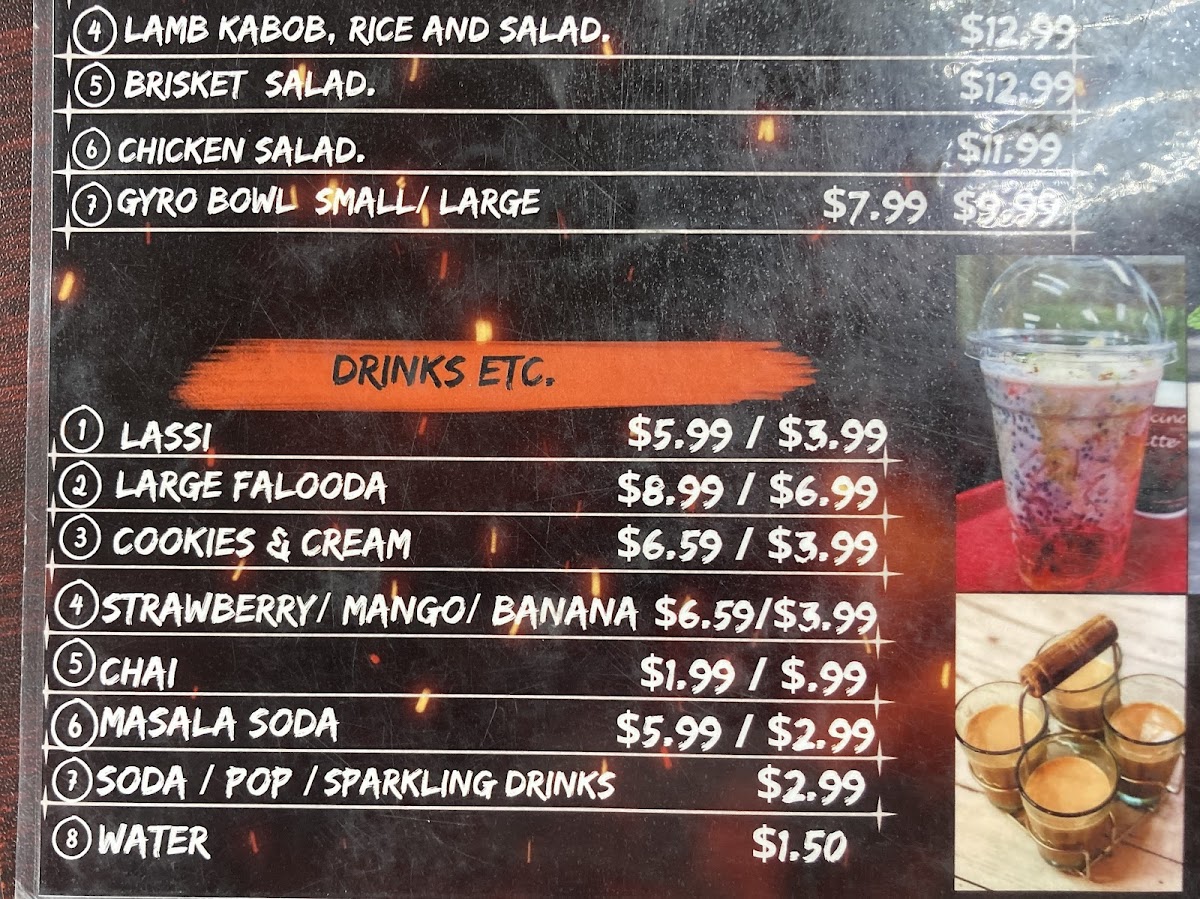 4 LAMB KABOB, RICE AND SALAD. $12.99
5 BRISKET SALAD. $12.99
6 CHICKEN SALAD. $11.99
7 GYRO BOWL SMALL/ LARGE $7.99 $9.99
DRINKS ETC.
1 LASSI $5.99 / $3.99
2 LARGE FALOODA $8.99 / $6.99
3 COOKIES & CREAM $6.59 / $3.99
4 STRAWBERRY/ MANGO/ BANANA $6.59/$3.99
5 CHAI $1.99 / $.99
6 MASALA SODA $5.99 / $2.99
7 SODA / POP / SPARKLING DRINKS $2.99
8 WATER $1.50